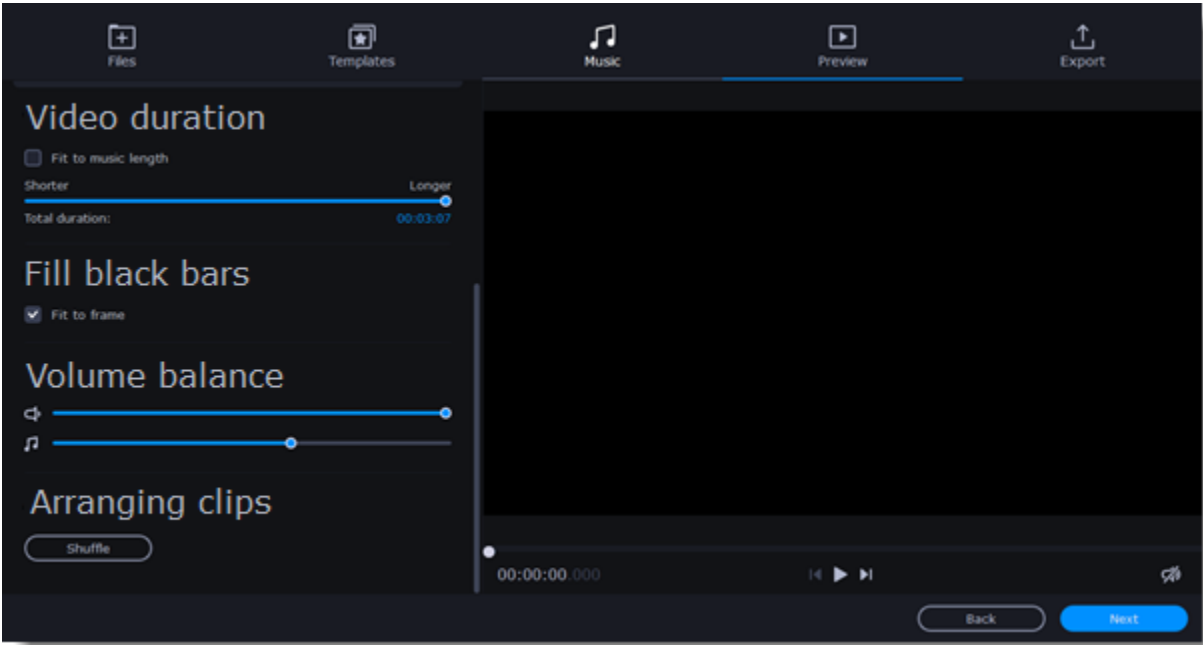 Files
Templates
Music
Preview
Export
Video duration
Fit to music length
Shorter
Longer
Total duration:
00:03:07
Fill black bars
Fit to frame
Volume balance
Arranging clips
Shuffle
00:00:00.000
Back
Next